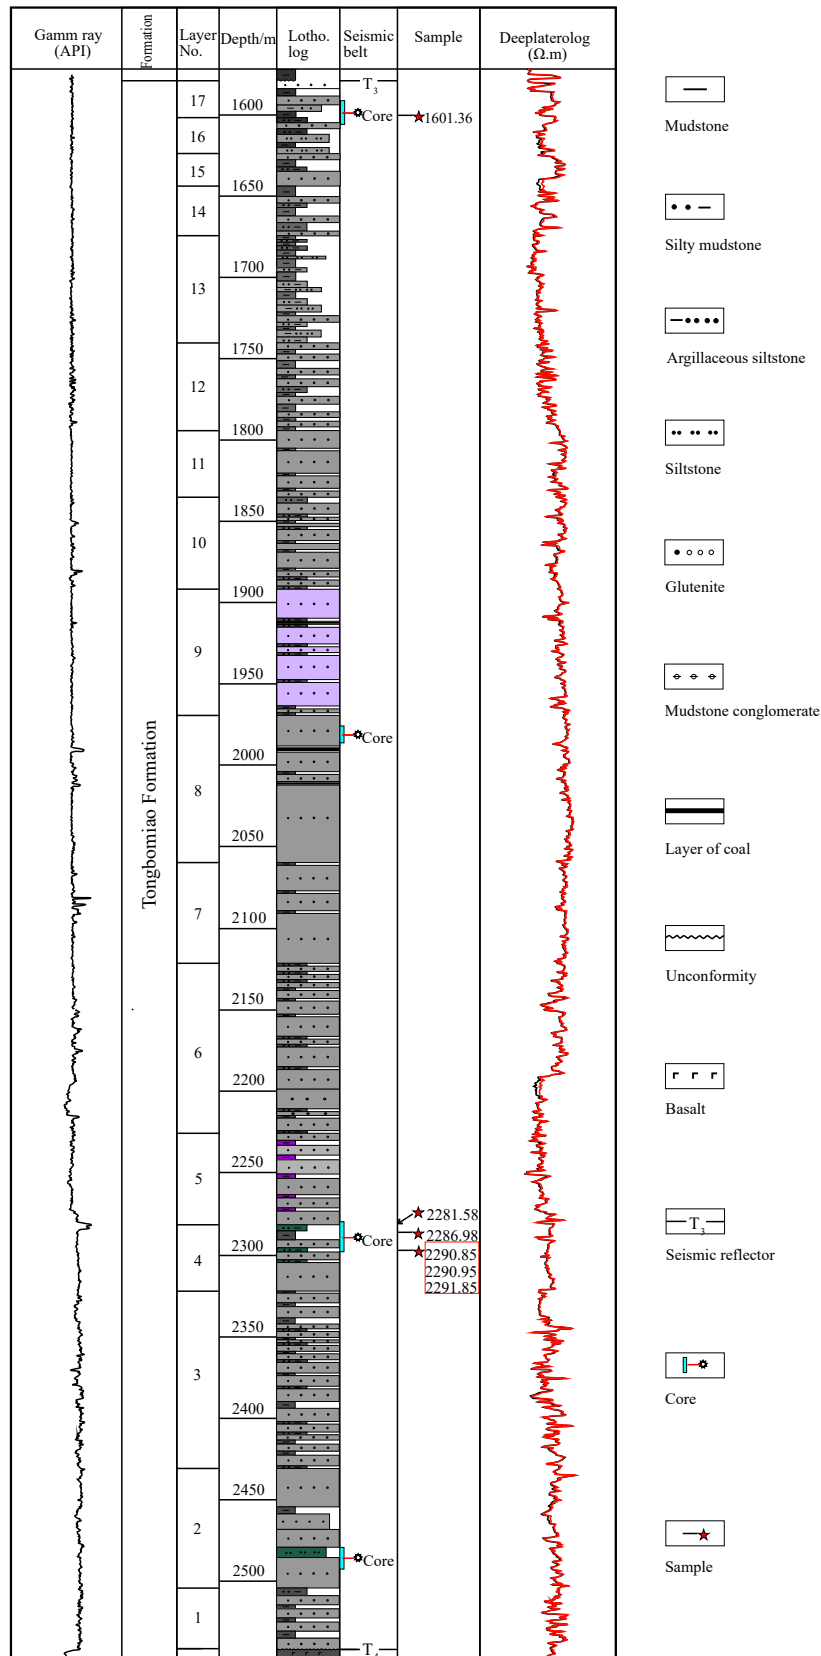 Gamm ray
(API)
Formation
Layer
No.
Depth/m
Lotho.
log
Seismic
belt
Sample
Deeplaterolog
(Ω.m)
T3
17
1600
Core
1601.36
16
15
1650
14
1700
13
1750
12
1800
11
1850
10
1900
9
1950
Core
2000
8
2050
Tongbomiao Formation
7
2100
2150
6
2200
2250
5
2281.58
2286.98
Core
2300
4
2290.85
2290.95
2291.85
2350
3
2400
2450
2
Core
2500
1
Mudstone
Silty mudstone
Argillaceous siltstone
Siltstone
Glutenite
Mudstone conglomerate
Layer of coal
Unconformity
Basalt
T3
Seismic reflector
Core
Sample